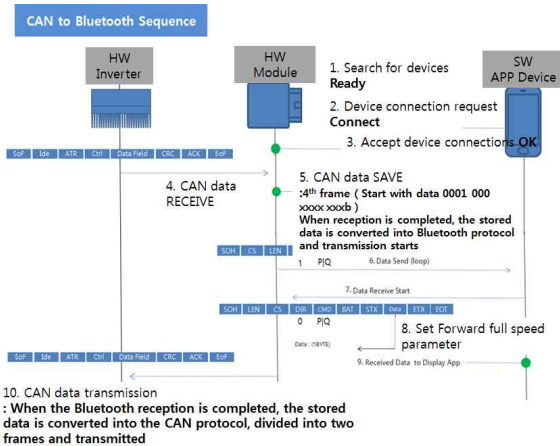 CAN to Bluetooth Sequence
HW
Inverter
HW
Module
SW
APP Device
1. Search for devices
Ready
2. Device connection request
Connect
3. Accept device connections OK
SoF Ide ATR Ctrl Data Field CRC ACK EoF
4. CAN data
RECEIVE
5. CAN data SAVE
:4th frame ( Start with data 0001 000
xxxx xxxb )
When reception is completed, the stored
data is converted into Bluetooth protocol
and transmission starts
SOH CS LEN
1 P|Q 6.Data Send (loop)
7.Data Receive Start
SOH LEN CS DIR CMD BAT STX Data ETX EOT
0 P|Q
Data : (1BYTE)
8. Set Forward full speed
parameter
9. Received Data to Display App
SoF Ide ATR Ctrl Data Field CRC ACK EoF
10. CAN data transmission
: When the Bluetooth reception is completed, the stored
data is converted into the CAN protocol, divided into two
frames and transmitted